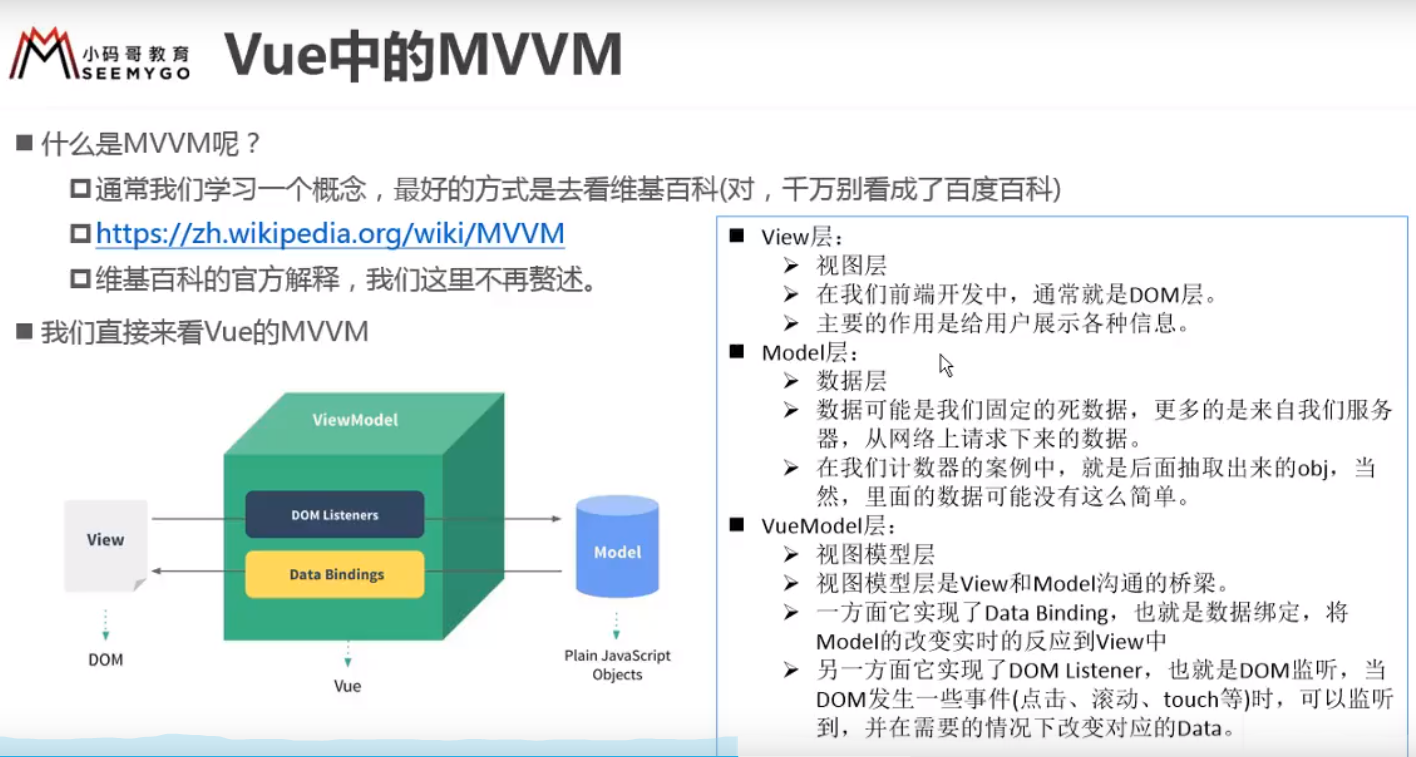 小码哥教育
SEEMYGO
Vue中的MVVM
什么是MVVM呢？
通常我们学习一个概念，最好的方式是去看维基百科(对，千万别看成了百度百科)
https://zh.wikipedia.org/wiki/MVVM
维基百科的官方解释，我们这里不再赘述。
我们直接来看Vue的MVVM
ViewModel
DOM Listeners
Data Bindings
View
Model
DOM
Vue
Plain JavaScript
Objects
View层：
视图层
在我们前端开发中，通常就是DOM层。
主要的作用是给用户展示各种信息。
Model层：
数据层
数据可能是我们固定的死数据，更多的是来自我们服务
器，从网络上请求下来的数据。
在我们计数器的案例中，就是后面抽取出来的obj，当
然，里面的数据可能没有这么简单。
VueModel层：
视图模型层
视图模型层是View和Model沟通的桥梁。
一方面它实现了Data Binding，也就是数据绑定，将
Model的改变实时的反应到View中
另一方面它实现了DOM Listener，也就是DOM监听，当
DOM发生一些事件(点击、滚动、touch等)时，可以监听
到，并在需要的情况下改变对应的Data。